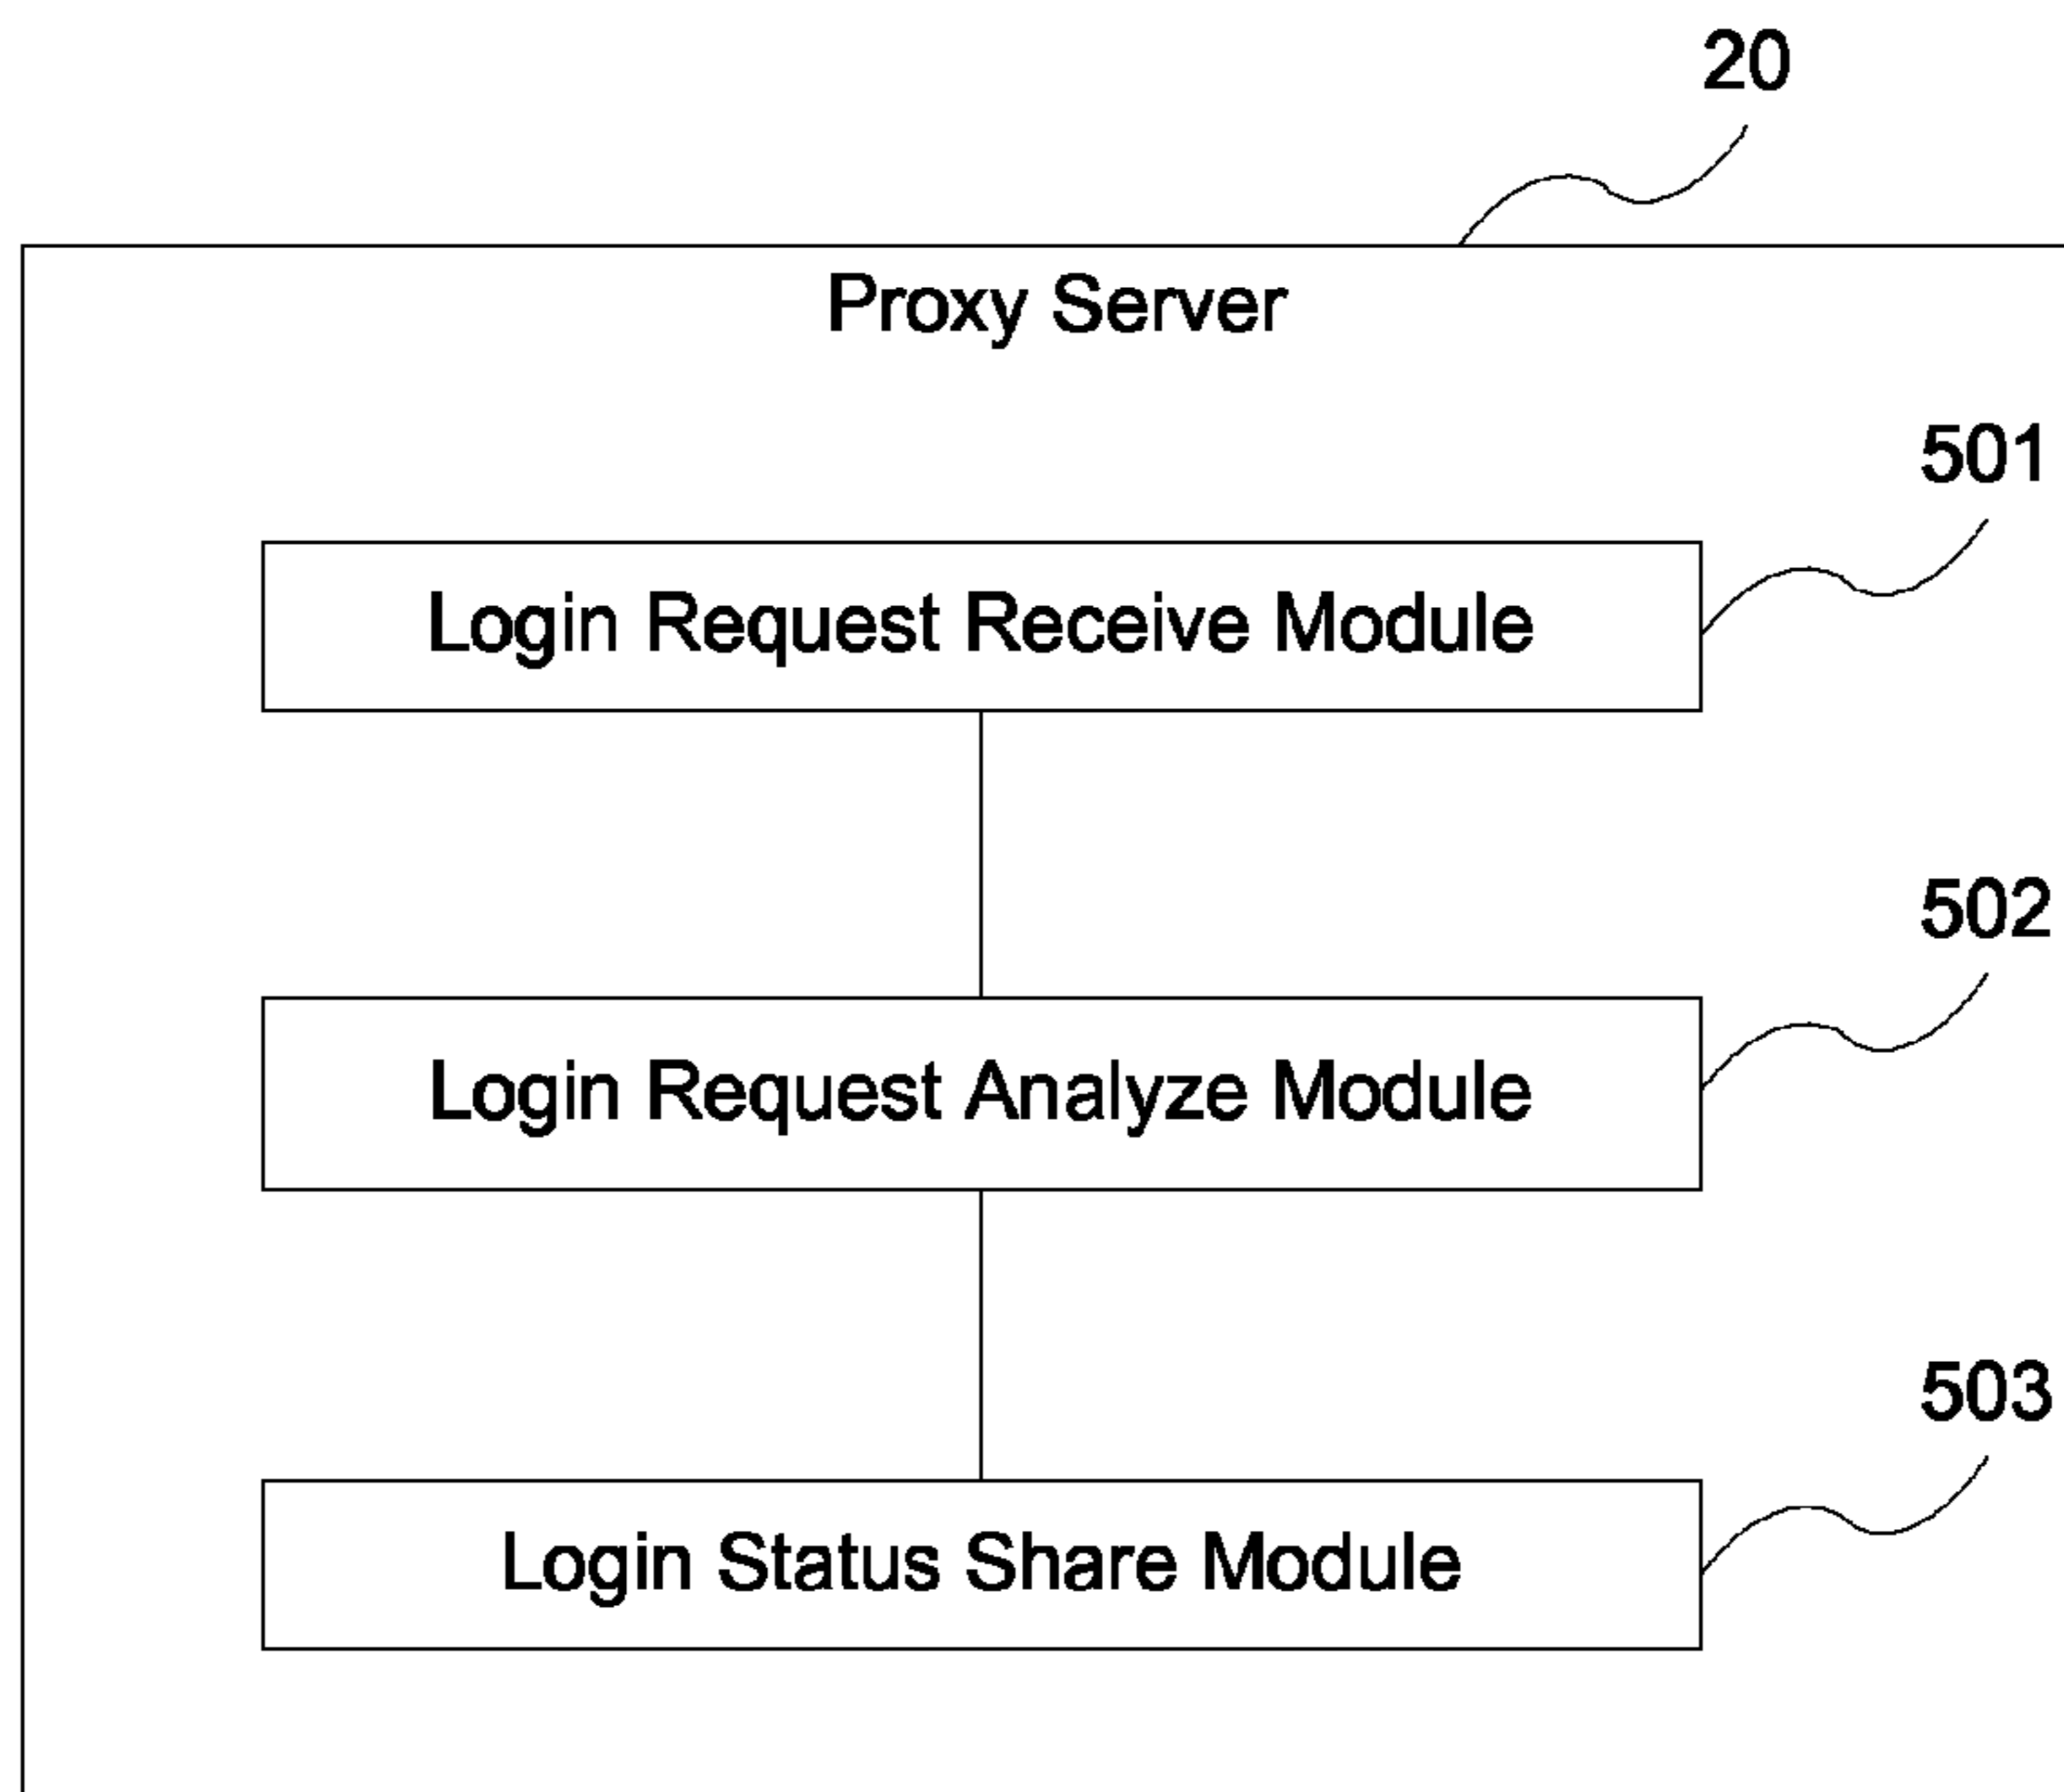 20
Proxy Server
501
Login Request Receive Module
502
Login Request Analyze Module
503
Login Status Share Module